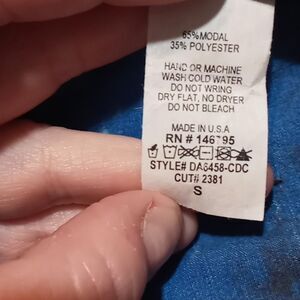 65% MODAL
35% POLYESTER
HAND OR MACHINE
WASH COLD WATER
DO NOT WRING
DRY FLAT, NO DRYER
DO NOT BLEACH
MADE IN U.S.A
RN #
STYLE# DA6458-CDC
CUT# 2381
S